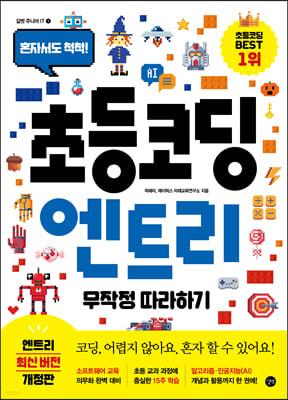 길벗 주니어 IT
혼자서도 척척!
초등코딩
BEST
1위
AI
초등코딩
엔트리
무작정 따라하기
엔트리
최신 버전
개정판
코딩, 어렵지 않아요. 혼자 할 수 있어요!
소프트웨어 교육
의무화 완벽 대비
초등 교과 과정에
충실한 15주 학습
알고리즘·인공지능(AI)
개념과 활용까지 한 권에!
길벗